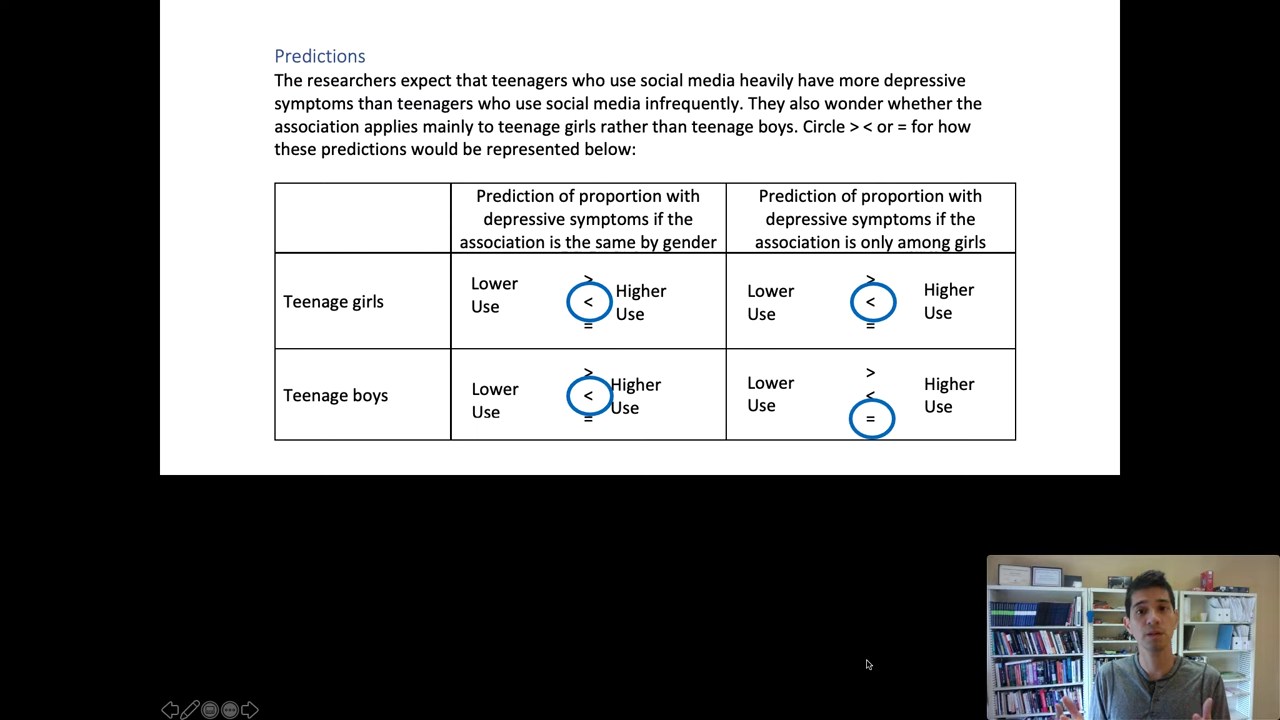 Predictions
The researchers expect that teenagers who use social media heavily have more depressive
symptoms than teenagers who use social media infrequently. They also wonder whether the
association applies mainly to teenage girls rather than teenage boys. Circle > < or = for how
these predictions would be represented below:
Prediction of proportion with
depressive symptoms if the
association is the same by gender
Prediction of proportion with
depressive symptoms if the
association is only among girls
Teenage girls
Lower
Use
>
<
=
Higher
Use
Lower
Use
>
<
=
Higher
Use
Teenage boys
Lower
Use
>
<
=
Higher
Use
Lower
Use
>
<
=
Higher
Use